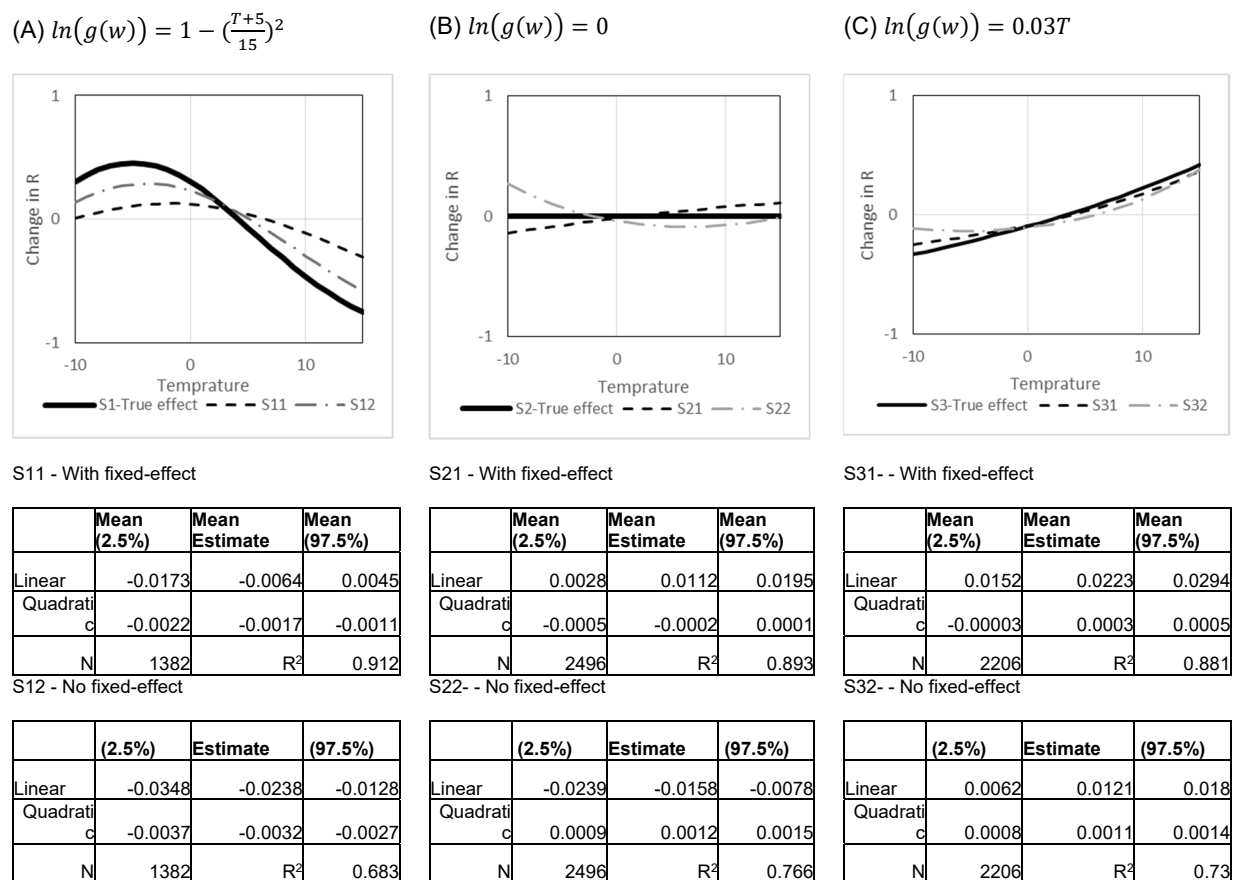 (A) ln(g(w)) = 1 − (T+5/15)²
(B) ln(g(w)) = 0
(C) ln(g(w)) = 0.03T
1
0
-1
Change in R
-10 0 10
Temprature
S1-True effect S11 S12
1
0
-1
Change in R
-10 0 10
Temprature
S2-True effect S21 S22
1
0
-1
Change in R
-10 0 10
Temprature
S3-True effect S31 S32
S11 - With fixed-effect
Mean (2.5%) Mean Estimate Mean (97.5%)
Linear -0.0173 -0.0064 0.0045
Quadrati
c -0.0022 -0.0017 -0.0011
N 1382 R² 0.912
S12 - No fixed-effect
(2.5%) Estimate (97.5%)
Linear -0.0348 -0.0238 -0.0128
Quadrati
c -0.0037 -0.0032 -0.0027
N 1382 R² 0.683
S21 - With fixed-effect
Mean (2.5%) Mean Estimate Mean (97.5%)
Linear 0.0028 0.0112 0.0195
Quadrati
c -0.0005 -0.0002 0.0001
N 2496 R² 0.893
S22- - No fixed-effect
(2.5%) Estimate (97.5%)
Linear -0.0239 -0.0158 -0.0078
Quadrati
c 0.0009 0.0012 0.0015
N 2496 R² 0.766
S31- - With fixed-effect
Mean (2.5%) Mean Estimate Mean (97.5%)
Linear 0.0152 0.0223 0.0294
Quadrati
c -0.00003 0.0003 0.0005
N 2206 R² 0.881
S32- - No fixed-effect
(2.5%) Estimate (97.5%)
Linear 0.0062 0.0121 0.018
Quadrati
c 0.0008 0.0011 0.0014
N 2206 R² 0.73